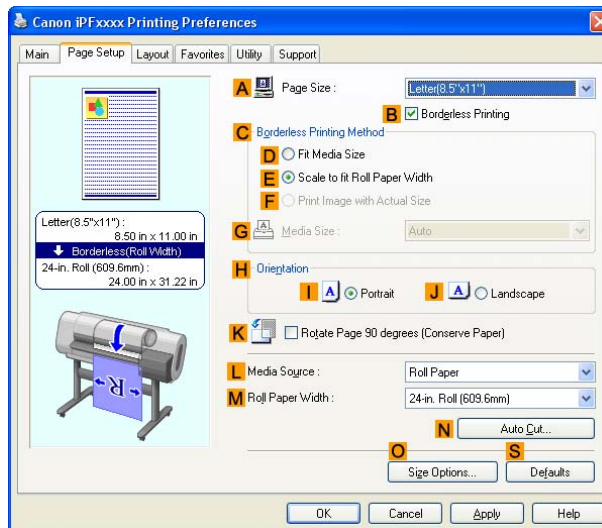 Canon iPFxxxx Printing Preferences
Main Page Setup Layout Favorites Utility Support
A Page Size : Letter(8.5"x11")
B Borderless Printing
C Borderless Printing Method
D Fit Media Size
E Scale to fit Roll Paper Width
F Print Image with Actual Size
G Media Size : Auto
Letter(8.5"x11") :
8.50 in x 11.00 in
Borderless(Roll Width)
24-in. Roll (609.6mm) :
24.00 in x 31.22 in
H Orientation
I A Portrait J A Landscape
K Rotate Page 90 degrees (Conserve Paper)
R
L Media Source : Roll Paper
M Roll Paper Width : 24-in. Roll (609.6mm)
N Auto Cut...
O S
Size Options... Defaults
OK Cancel Apply Help